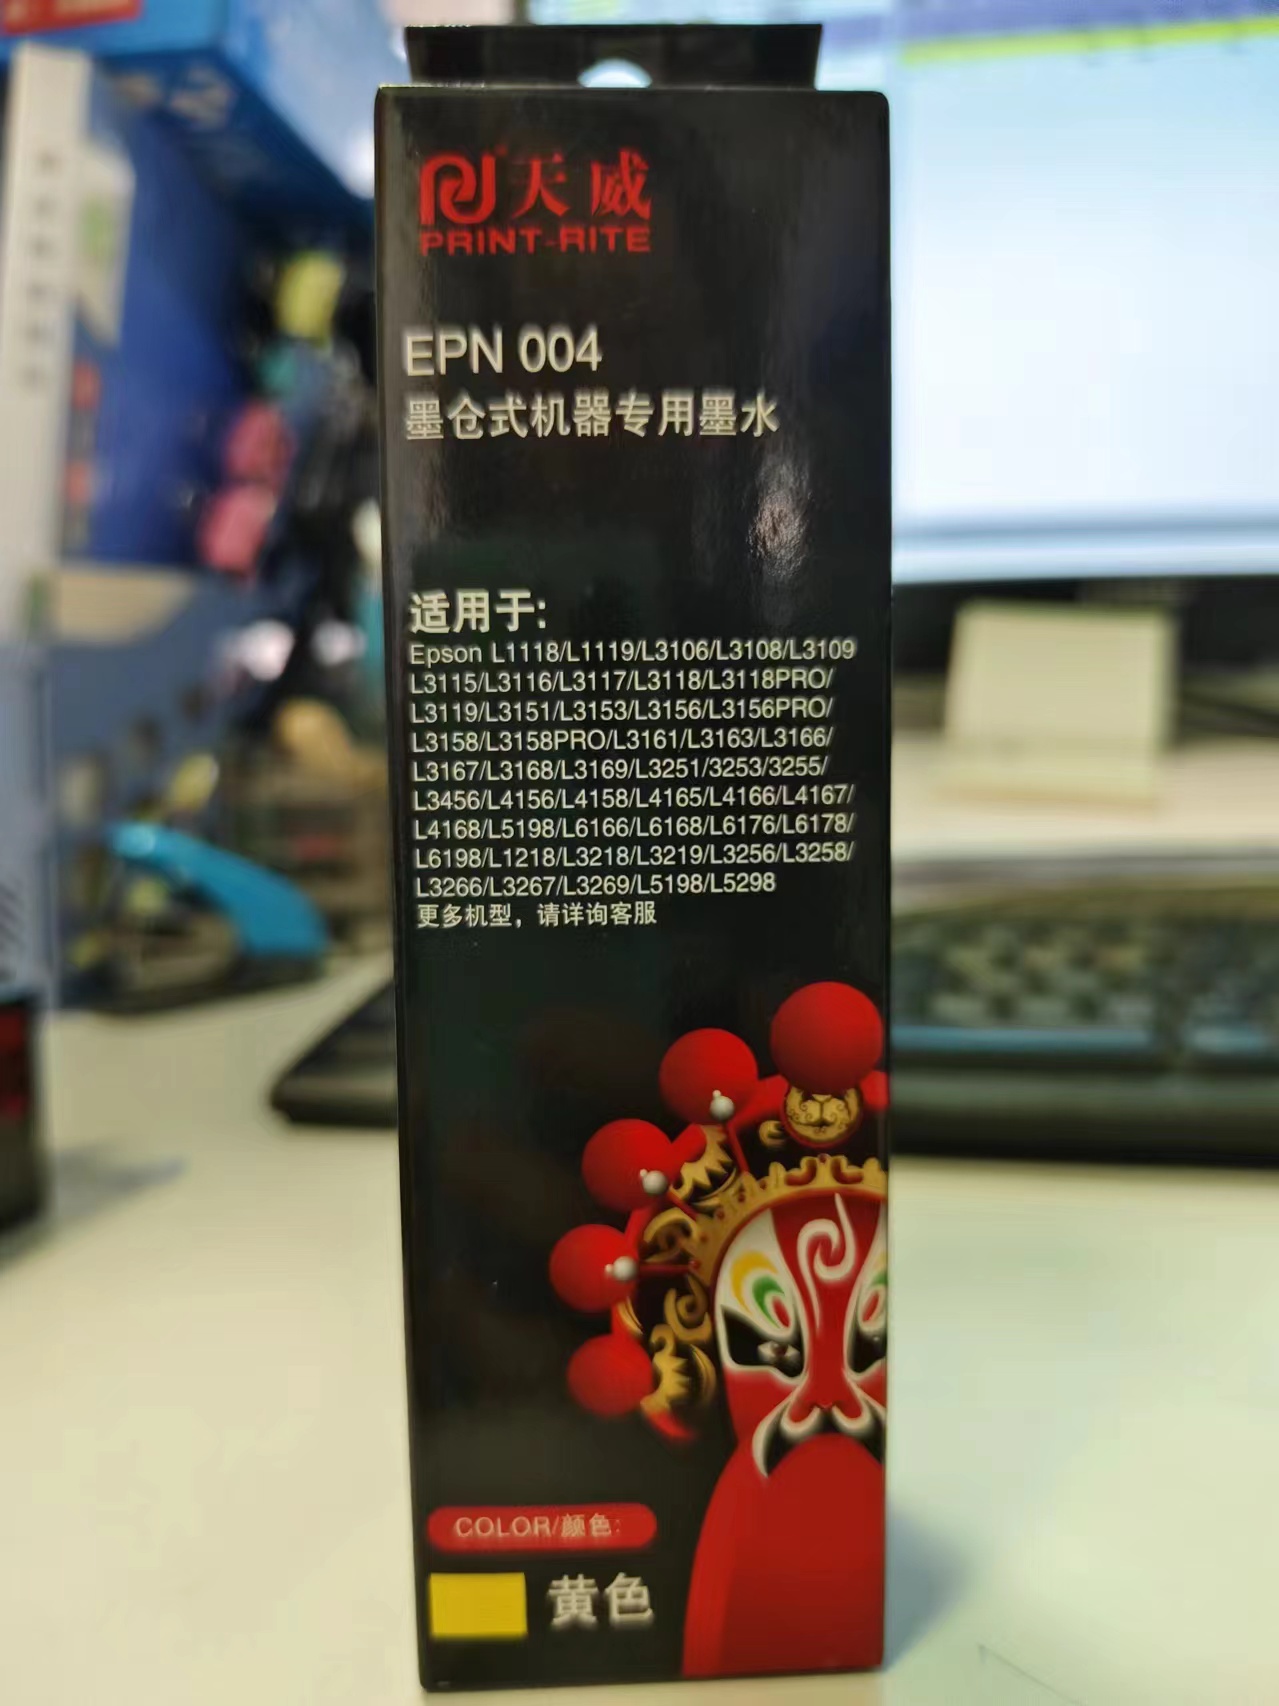 天威
PRINT-RITE
EPN 004
墨仓式机器专用墨水
适用于:
Epson L1118/L1119/L3106/L3108/L3109
L3115/L3116/L3117/L3118/L3118PRO/
L3119/L3151/L3153/L3156/L3156PRO/
L3158/L3158PRO/L3161/L3163/L3166/
L3167/L3168/L3169/L3251/3253/3255/
L3456/L4156/L4158/L4165/L4166/L4167/
L4168/L5198/L6166/L6168/L6176/L6178/
L6198/L1218/L3218/L3219/L3256/L3258/
L3266/L3267/L3269/L5198/L5298
更多机型，请详询客服
COLOR/颜色:
黄色